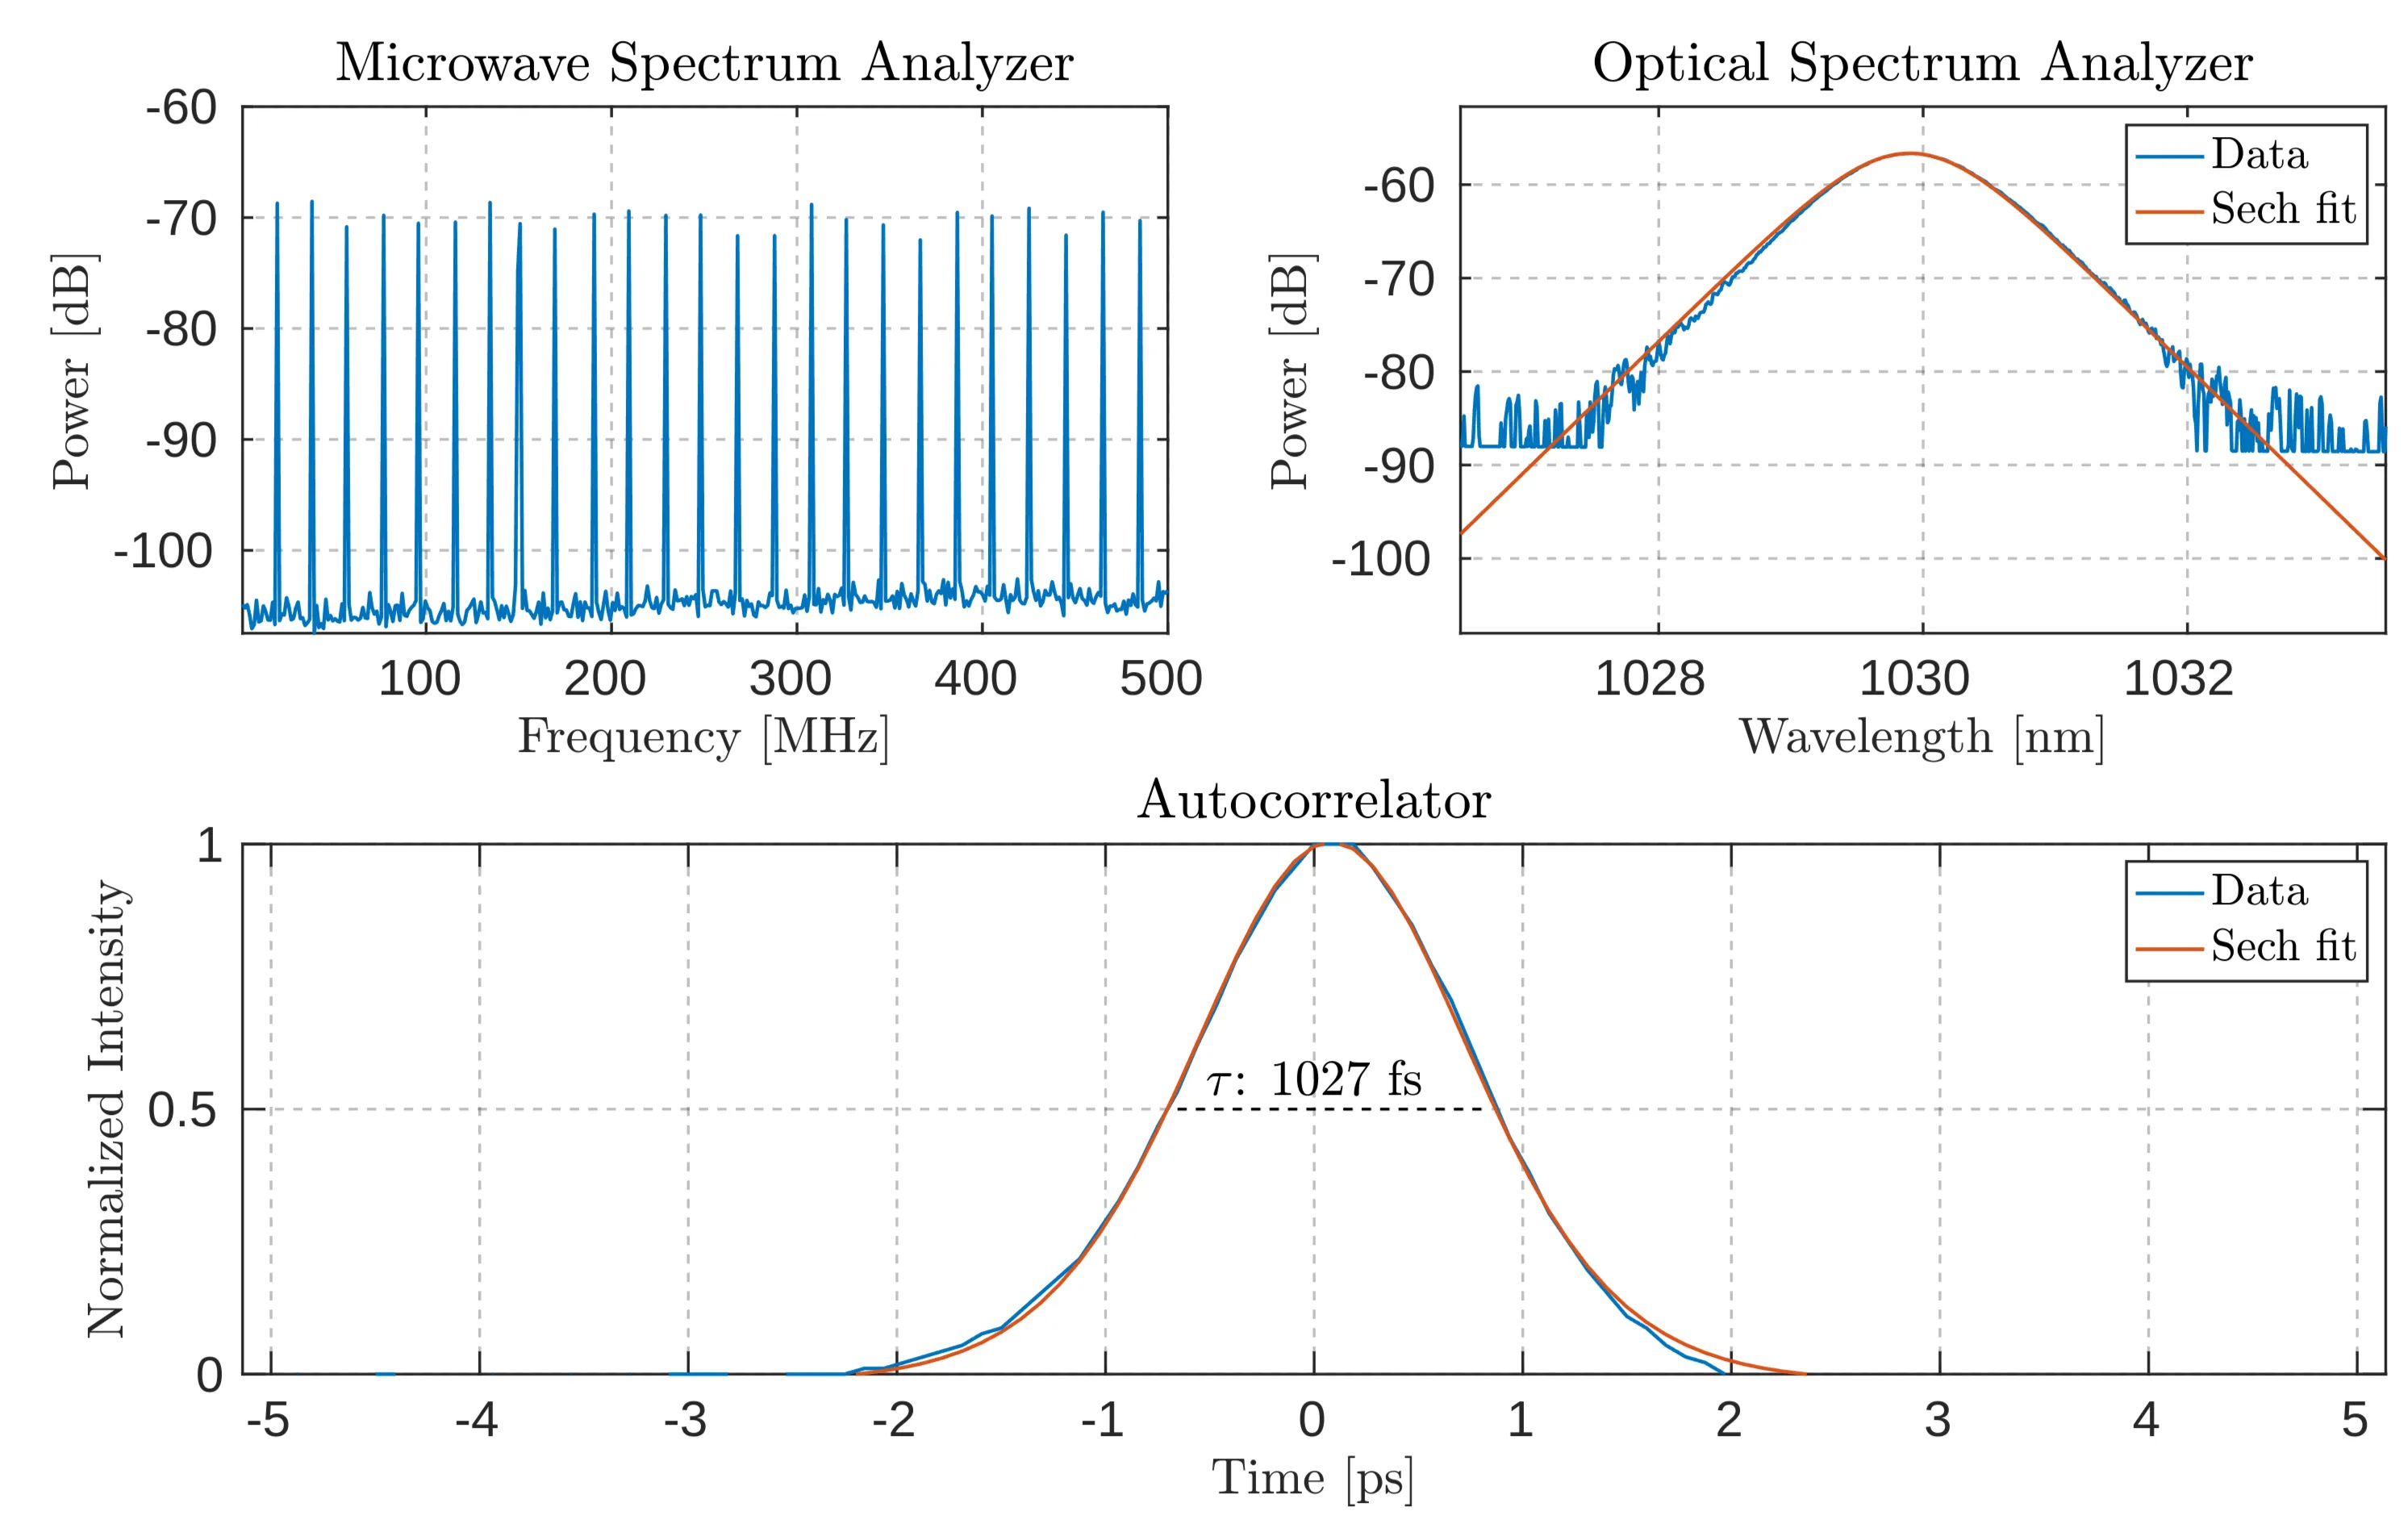 Microwave Spectrum Analyzer
-60
-70
-80
-90
-100
Power [dB]
100 200 300 400 500
Frequency [MHz]
Optical Spectrum Analyzer
-60
-70
-80
-90
-100
Power [dB]
Data
Sech fit
1028 1030 1032
Wavelength [nm]
Autocorrelator
1
0.5
0
Normalized Intensity
Data
Sech fit
τ: 1027 fs
-5 -4 -3 -2 -1 0 1 2 3 4 5
Time [ps]